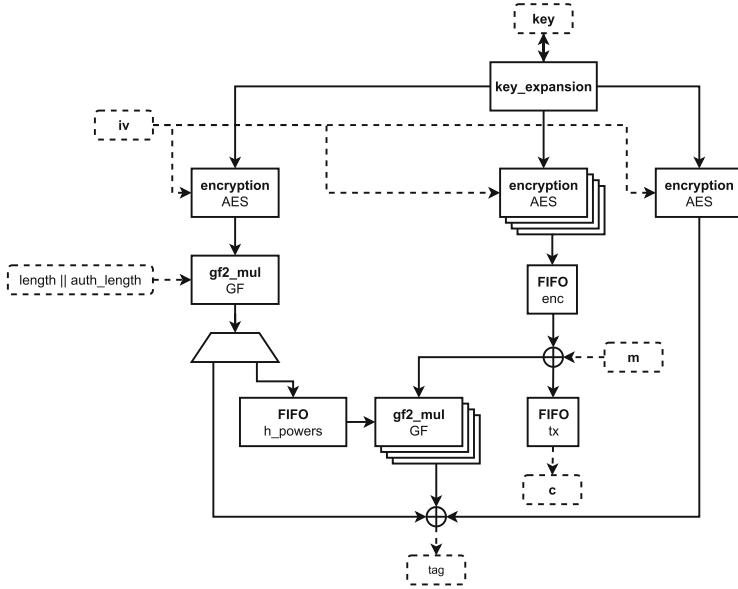 key
key_expansion
iv
encryption
AES
encryption
AES
encryption
AES
length || auth_length
gf2_mul
GF
FIFO
enc
m
FIFO
h_powers
gf2_mul
GF
FIFO
tx
c
tag